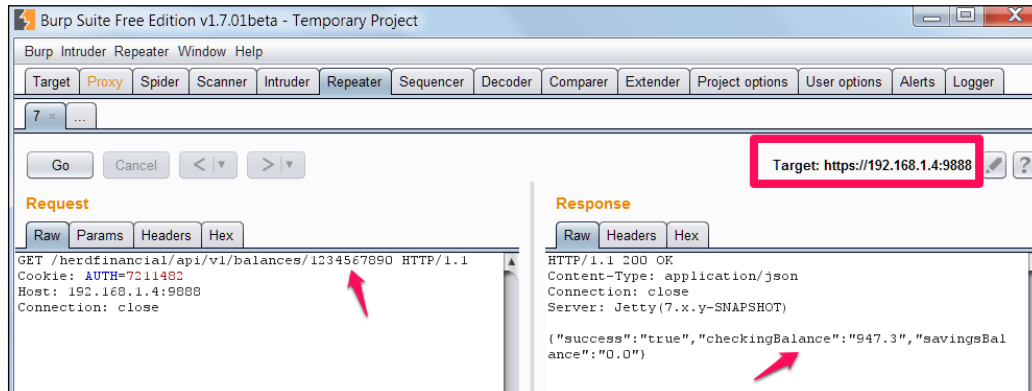 Burp Suite Free Edition v1.7.01beta - Temporary Project
Burp Intruder Repeater Window Help
Target Proxy Spider Scanner Intruder Repeater Sequencer Decoder Comparer Extender Project options User options Alerts Logger
7 × ...
Go Cancel < > Target: https://192.168.1.4:9888 ?
Request
Raw Params Headers Hex
GET /herdfinancial/api/v1/balances/1234567890 HTTP/1.1
Cookie: AUTH=7211482
Host: 192.168.1.4:9888
Connection: close
Response
Raw Headers Hex
HTTP/1.1 200 OK
Content-Type: application/json
Connection: close
Server: Jetty(7.x.y-SNAPSHOT)
{"success":"true","checkingBalance":"947.3","savingsBal
ance":"0.0"}